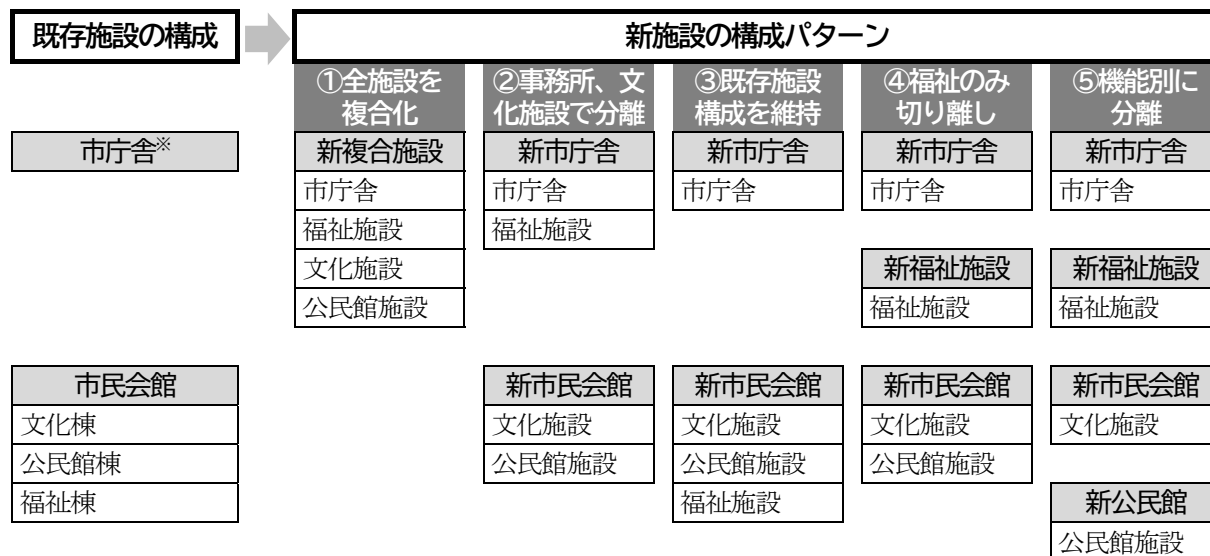 既存施設の構成
新施設の構成パターン
①全施設を
複合化
②事務所、文
化施設で分離
③既存施設
構成を維持
④福祉のみ
切り離し
⑤機能別に
分離
市庁舎※
新複合施設
新市庁舎
新市庁舎
新市庁舎
新市庁舎
市庁舎
市庁舎
市庁舎
市庁舎
市庁舎
福祉施設
福祉施設
文化施設
新福祉施設
新福祉施設
公民館施設
福祉施設
福祉施設
市民会館
新市民会館
新市民会館
新市民会館
新市民会館
文化棟
文化施設
文化施設
文化施設
文化施設
公民館棟
公民館施設
公民館施設
公民館施設
福祉棟
福祉施設
新公民館
公民館施設